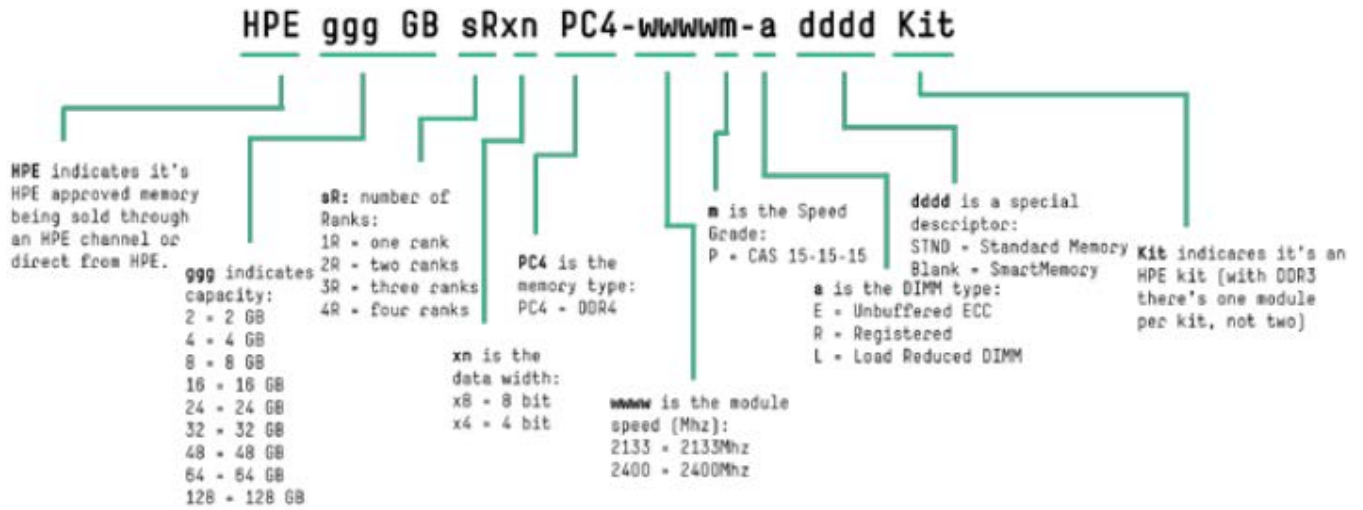 HPE ggg GB sRxn PC4-wwwwm-a dddd Kit
HPE indicates it's
HPE approved memory
being sold through
an HPE channel or
direct from HPE.
ggg indicates
capacity:
2 = 2 GB
4 = 4 GB
8 = 8 GB
16 = 16 GB
24 = 24 GB
32 = 32 GB
48 = 48 GB
64 = 64 GB
128 = 128 GB
sR: number of
Ranks:
1R = one rank
2R = two ranks
3R = three ranks
4R = four ranks
xn is the
data width:
x8 = 8 bit
x4 = 4 bit
PC4 is the
memory type:
PC4 = DDR4
wwww is the module
speed (Mhz):
2133 = 2133Mhz
2400 = 2400Mhz
m is the Speed
Grade:
P = CAS 15-15-15
a is the DIMM type:
E = Unbuffered ECC
R = Registered
L = Load Reduced DIMM
dddd is a special
descriptor:
STND = Standard Memory
Blank = SmartMemory
Kit indicares it's an
HPE kit (with DDR3
there's one module
per kit, not two)